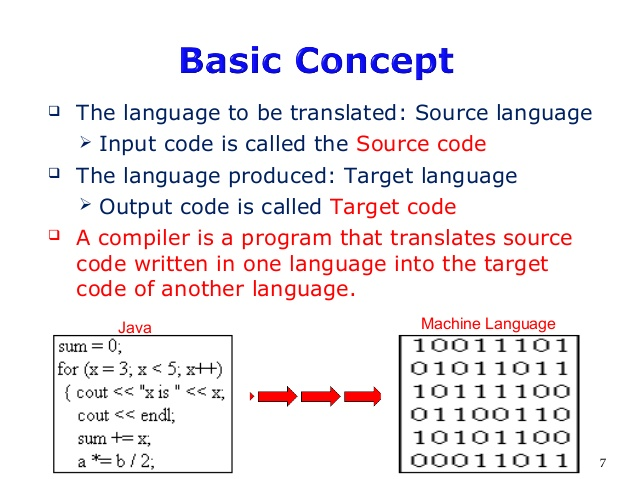 Basic Concept
The language to be translated: Source language
Input code is called the Source code
The language produced: Target language
Output code is called Target code
A compiler is a program that translates source
code written in one language into the target
code of another language.
Java
sum = 0;
for (x = 3; x < 5; x++)
{ cout << "x is " << x;
cout << endl;
sum += x;
a *= b / 2;
Machine Language
10011101
01011011
10111100
01100110
10101100
00011011
7